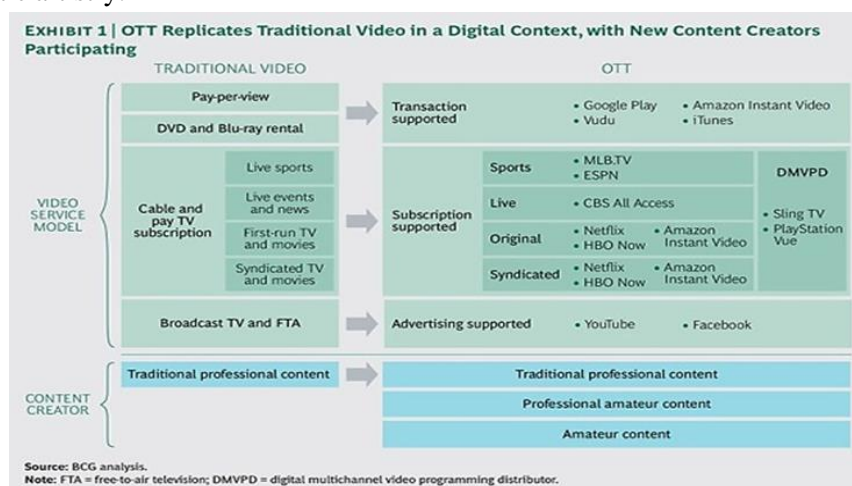 EXHIBIT 1 | OTT Replicates Traditional Video in a Digital Context, with New Content Creators
Participating
TRADITIONAL VIDEO
OTT
VIDEO
SERVICE
MODEL
Pay-per-view
DVD and Blu-ray rental
Transaction
supported
• Google Play
• Amazon Instant Video
• Vudu
• iTunes
Cable and
pay TV
subscription
Live sports
Live events
and news
First-run TV
and movies
Syndicated TV
and movies
Subscription
supported
Sports
• MLB.TV
• ESPN
Live
• CBS All Access
Original
• Netflix
• HBO Now
• Amazon
Instant Video
Syndicated
• Netflix
• HBO Now
• Amazon
Instant Video
DMVPD
• Sling TV
• PlayStation
Vue
Broadcast TV and FTA
Advertising supported
• YouTube
• Facebook
CONTENT
CREATOR
Traditional professional content
Traditional professional content
Professional amateur content
Amateur content
Source: BCG analysis.
Note: FTA = free-to-air television; DMVPD = digital multichannel video programming distributor.